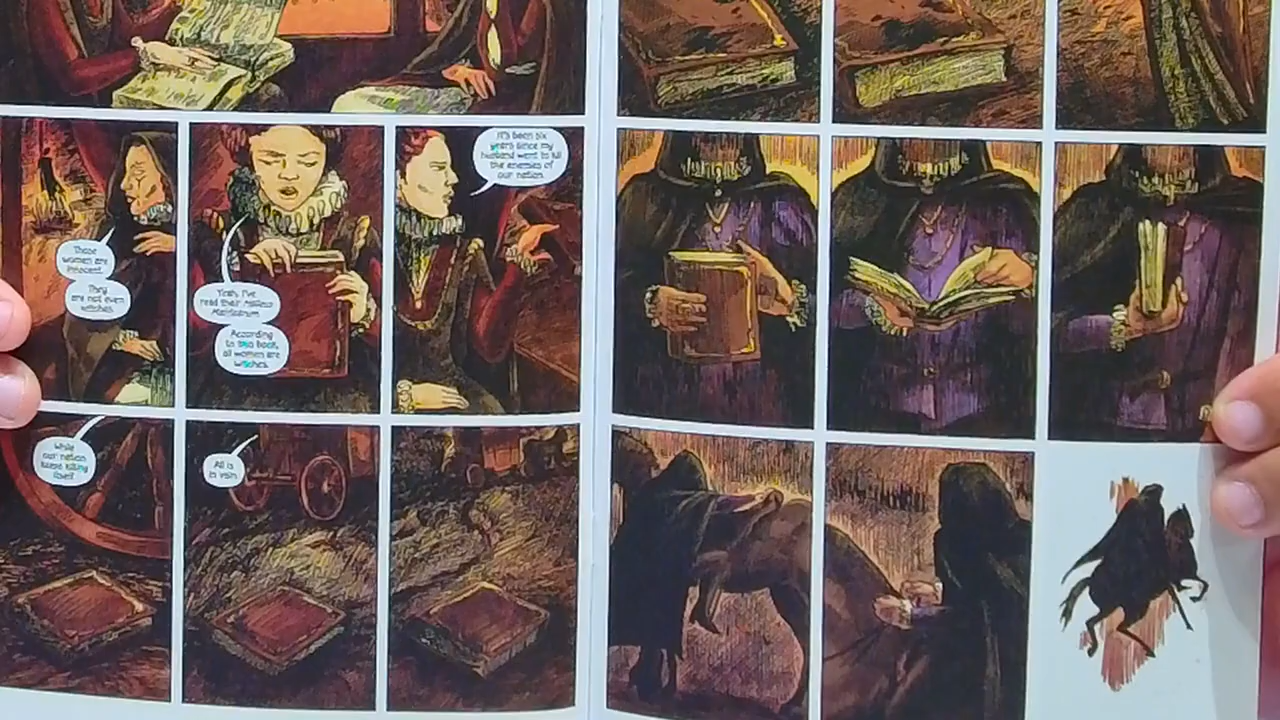 Those
women are
innocent.
They
are not even
witches.
Yeah, I've
read their Malleus
Maleficarum.
According
to this book,
all women are
witches.
It's been six
years since my
husband went to kill
the enemies of
our nation.
While
our nation
keeps killing
itself.
All is
in vain.